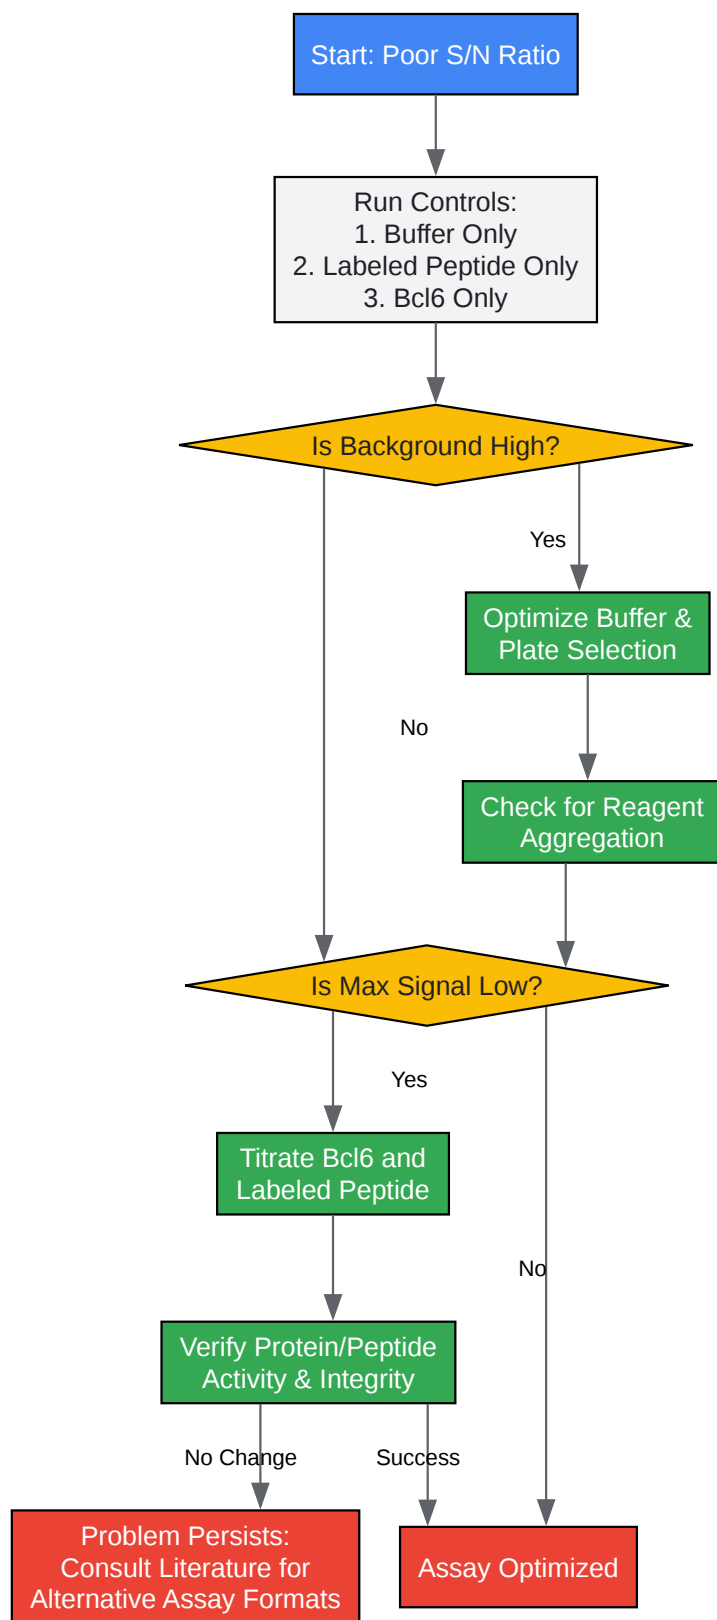 Start: Poor S/N Ratio
Run Controls:
1. Buffer Only
2. Labeled Peptide Only
3. Bcl6 Only
Is Background High?
Yes
Optimize Buffer &
Plate Selection
No
Check for Reagent
Aggregation
Is Max Signal Low?
Yes
Titrate Bcl6 and
Labeled Peptide
No
Verify Protein/Peptide
Activity & Integrity
No Change
Success
Problem Persists:
Consult Literature for
Alternative Assay Formats
Assay Optimized